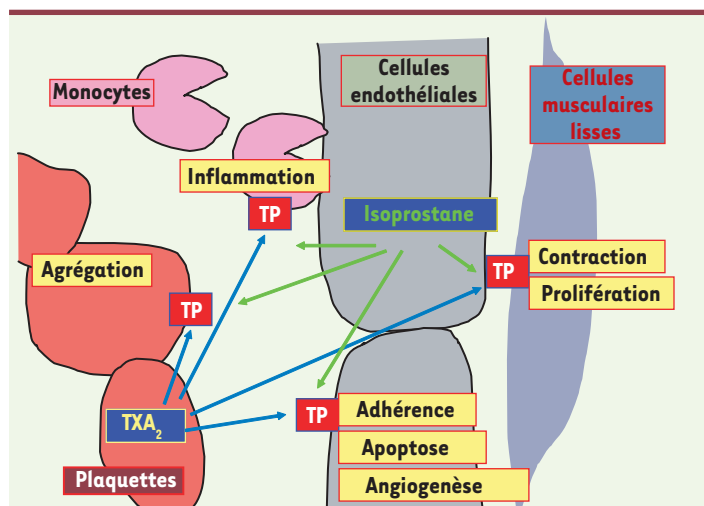 Monocytes
Cellules
endothéliales
Cellules
musculaires
lisses
Inflammation
TP
Isoprostane
Agrégation
TP
TP
Contraction
Prolifération
TXA₂
TP
Adhérence
Apoptose
Angiogenèse
Plaquettes